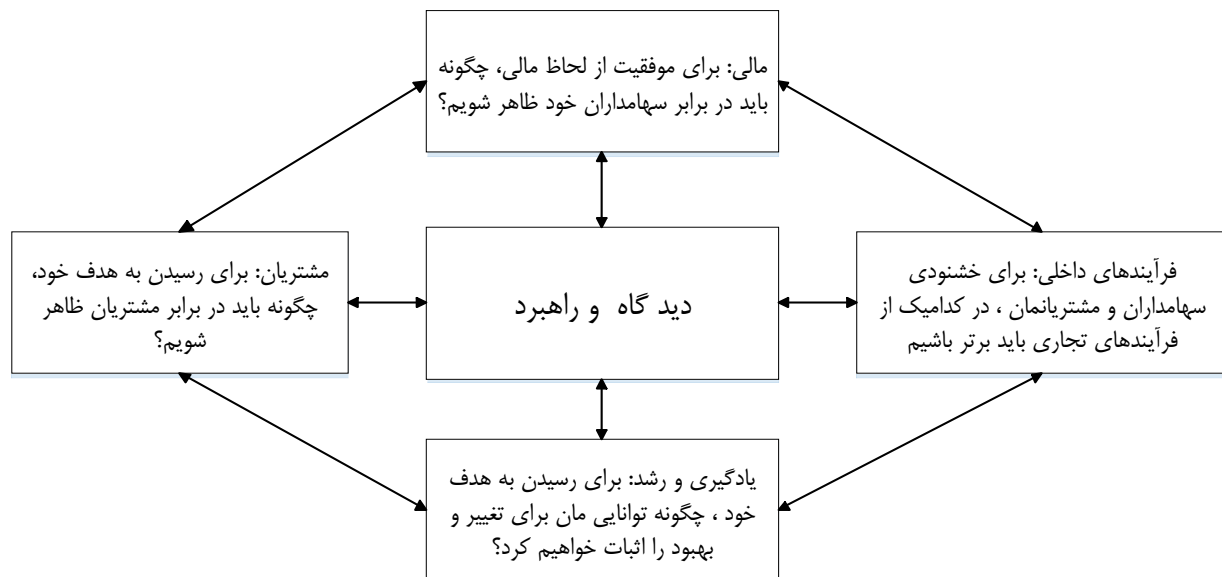 مالی: برای موفقیت از لحاظ مالی، چگونه
باید در برابر سهامداران خود ظاهر شویم؟
فرآیندهای داخلی: برای خشنودی
سهامداران و مشتریانمان ، در کدامیک از
فرآیندهای تجاری باید برتر باشیم
دید گاه و راهبرد
مشتریان: برای رسیدن به هدف خود،
چگونه باید در برابر مشتریان ظاهر
شویم؟
یادگیری و رشد: برای رسیدن به هدف
خود ، چگونه توانایی مان برای تغییر و
بهبود را اثبات خواهیم کرد؟